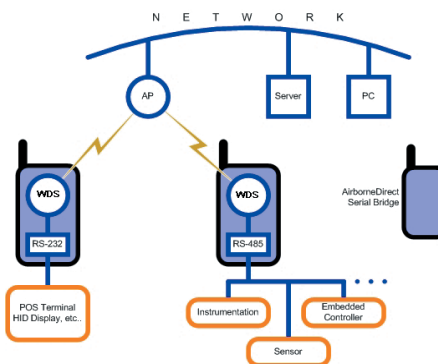 N E T W O R K
AP
Server
PC
WDS
WDS
AirborneDirect
Serial Bridge
RS-232
RS-485
POS Terminal
HID Display, etc..
Instrumentation
Embedded
Controller
Sensor